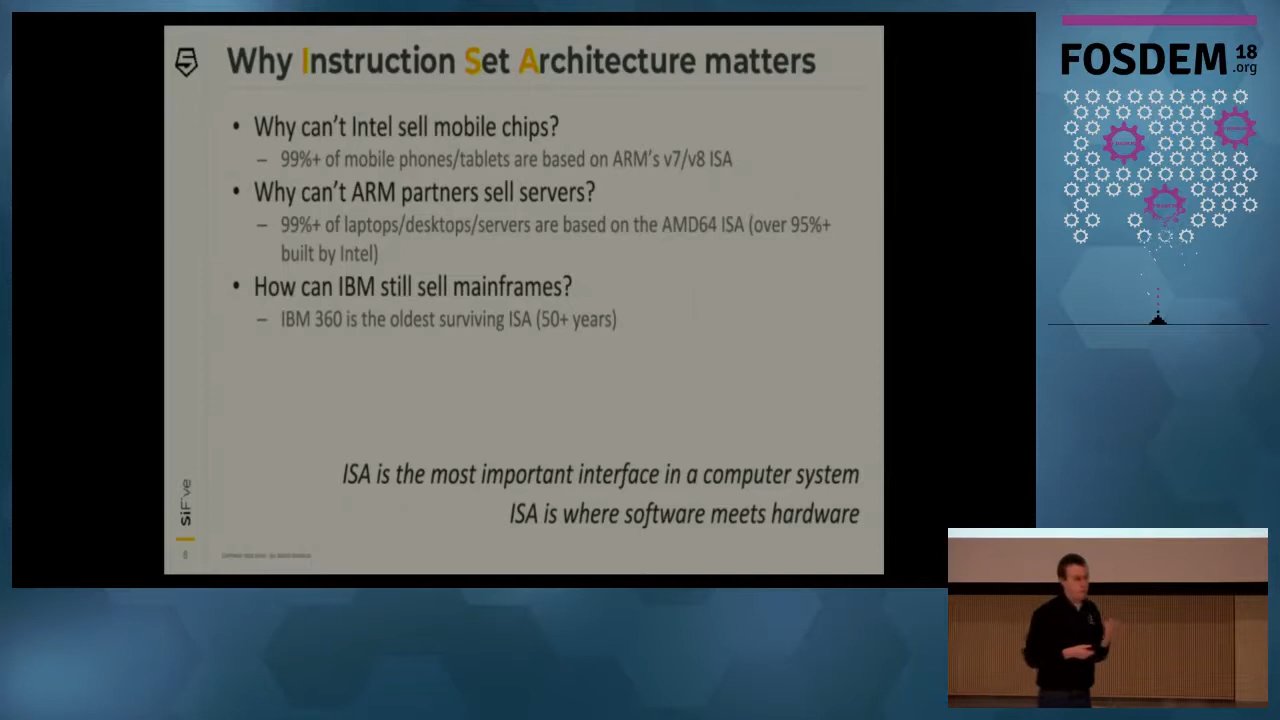 Why Instruction Set Architecture matters
• Why can't Intel sell mobile chips?
– 99%+ of mobile phones/tablets are based on ARM's v7/v8 ISA
• Why can't ARM partners sell servers?
– 99%+ of laptops/desktops/servers are based on the AMD64 ISA (over 95%+
built by Intel)
• How can IBM still sell mainframes?
– IBM 360 is the oldest surviving ISA (50+ years)
ISA is the most important interface in a computer system
ISA is where software meets hardware
SiFive
6
FOSDEM 18
.org